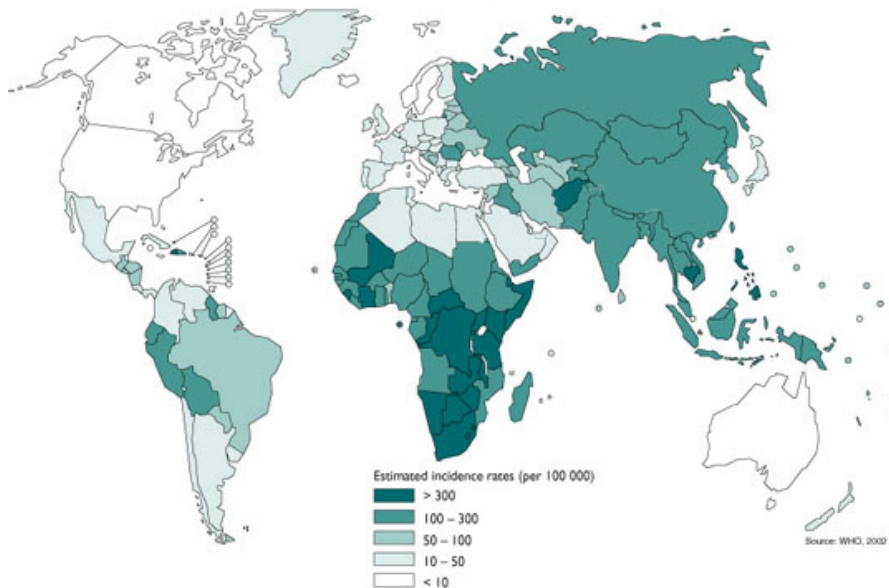 Estimated incidence rates (per 100 000)
> 300
100 – 300
50 – 100
10 – 50
< 10
Source: WHO, 2002